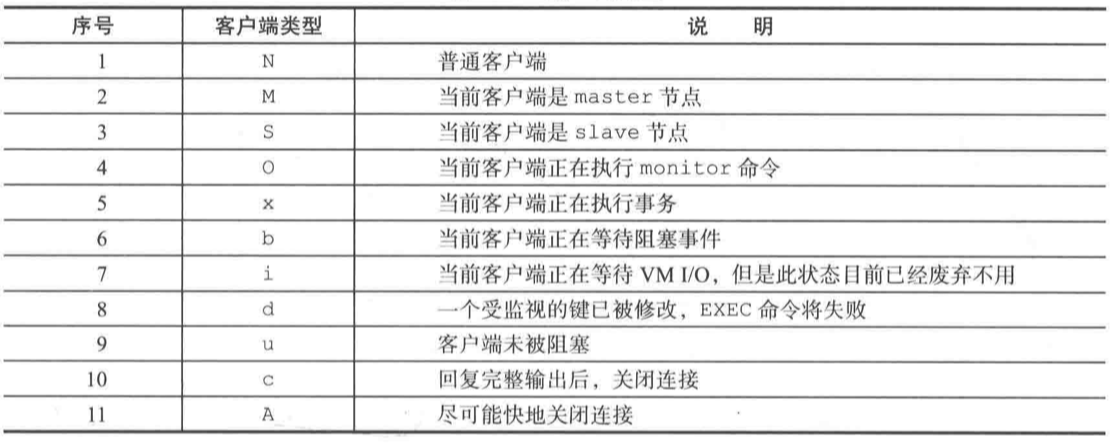 序号 客户端类型 说 明
1 N 普通客户端
2 M 当前客户端是 master 节点
3 S 当前客户端是 slave 节点
4 O 当前客户端正在执行 monitor 命令
5 x 当前客户端正在执行事务
6 b 当前客户端正在等待阻塞事件
7 i 当前客户端正在等待 VM I/O，但是此状态目前已经废弃不用
8 d 一个受监视的键已被修改，EXEC 命令将失败
9 u 客户端未被阻塞
10 c 回复完整输出后，关闭连接
11 A 尽可能快地关闭连接